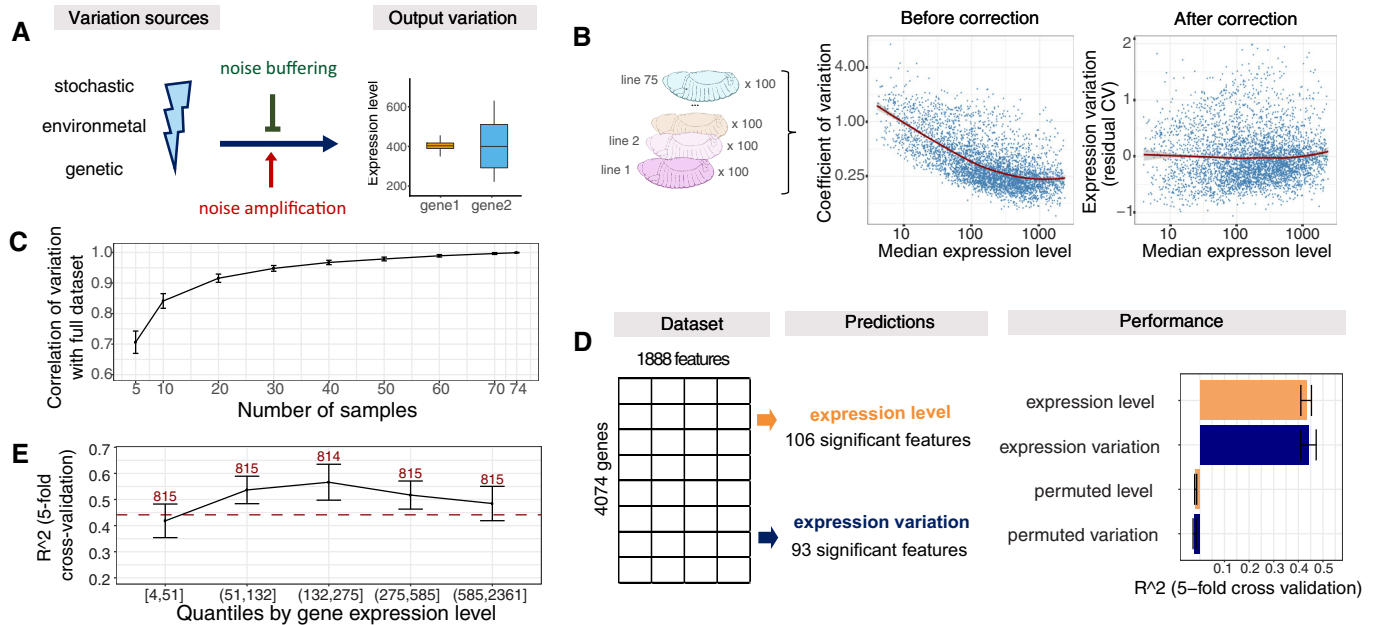 A
Variation sources
Output variation
stochastic
environmetal
genetic
noise buffering
noise amplification
Expression level
600
400
200
gene1 gene2
B
line 75
x 100
...
x 100
line 2
x 100
line 1
x 100
Before correction
Coefficient of variation
4.00
1.00
0.25
10 100 1000
Median expression level
After correction
Expression variation
(residual CV)
2
1
0
−1
10 100 1000
Median expresson level
C
Correlation of variation
with full dataset
1.0
0.9
0.8
0.7
0.6
5 10 20 30 40 50 60 70 74
Number of samples
D
Dataset
Predictions
Performance
1888 features
4074 genes
expression level
106 significant features
expression variation
93 significant features
expression level
expression variation
permuted level
permuted variation
0.1 0.2 0.3 0.4 0.5
R^2 (5−fold cross validation)
E
R^2 (5-fold
cross-validation)
0.7
0.6
0.5
0.4
0.3
0.2
815 815 814 815 815
[4,51] (51,132] (132,275] (275,585] (585,2361]
Quantiles by gene expression level